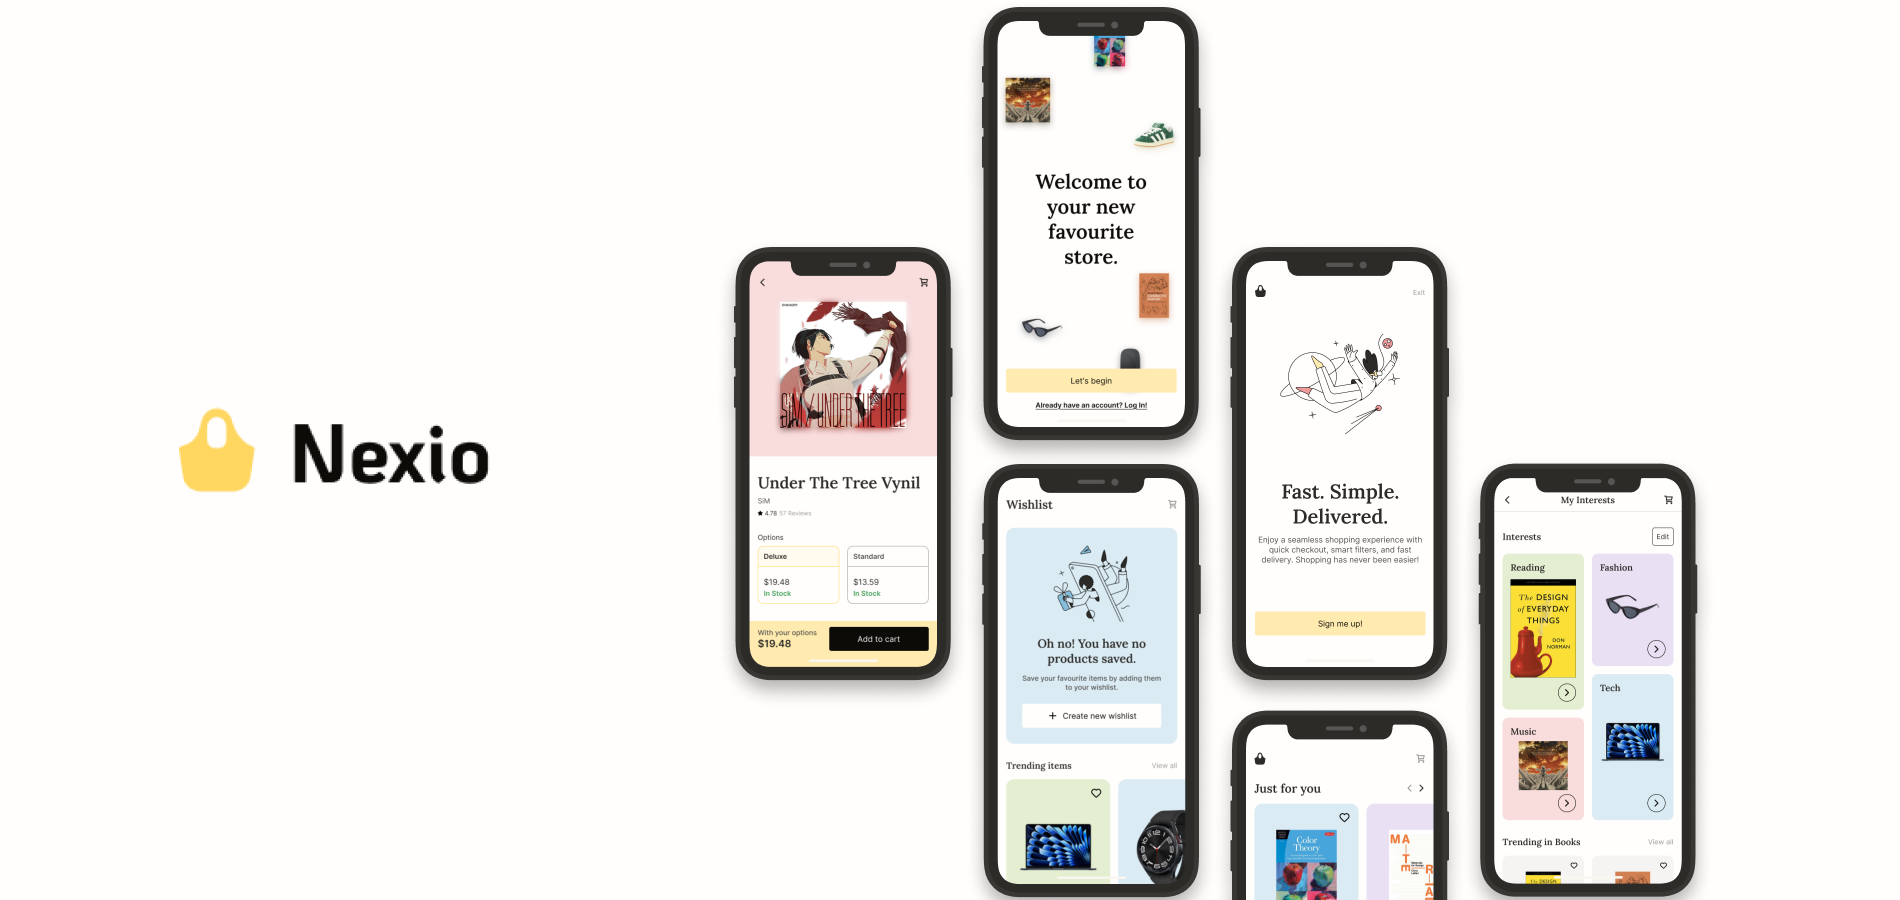 Nexio
SIM / UNDER THE TREE
Under The Tree Vynil
SIM
4.78 57 Reviews
Options
Deluxe
$19.48
In Stock
Standard
$13.59
In Stock
With your options
$19.48
Add to cart
Welcome to
your new
favourite
store.
Let's begin
Already have an account? Log In!
Wishlist
Oh no! You have no
products saved.
Save your favourite items by adding them
to your wishlist.
+ Create new wishlist
Trending items
View all
Exit
Fast. Simple.
Delivered.
Enjoy a seamless shopping experience with
quick checkout, smart filters, and fast
delivery. Shopping has never been easier!
Sign me up!
Just for you
Color
Theory
MA
T
E
R
I
A
My Interests
Interests
Edit
Reading
The DESIGN
of EVERYDAY
THINGS
DON
NORMAN
Fashion
Music
Tech
Trending in Books
View all
The DESIGN